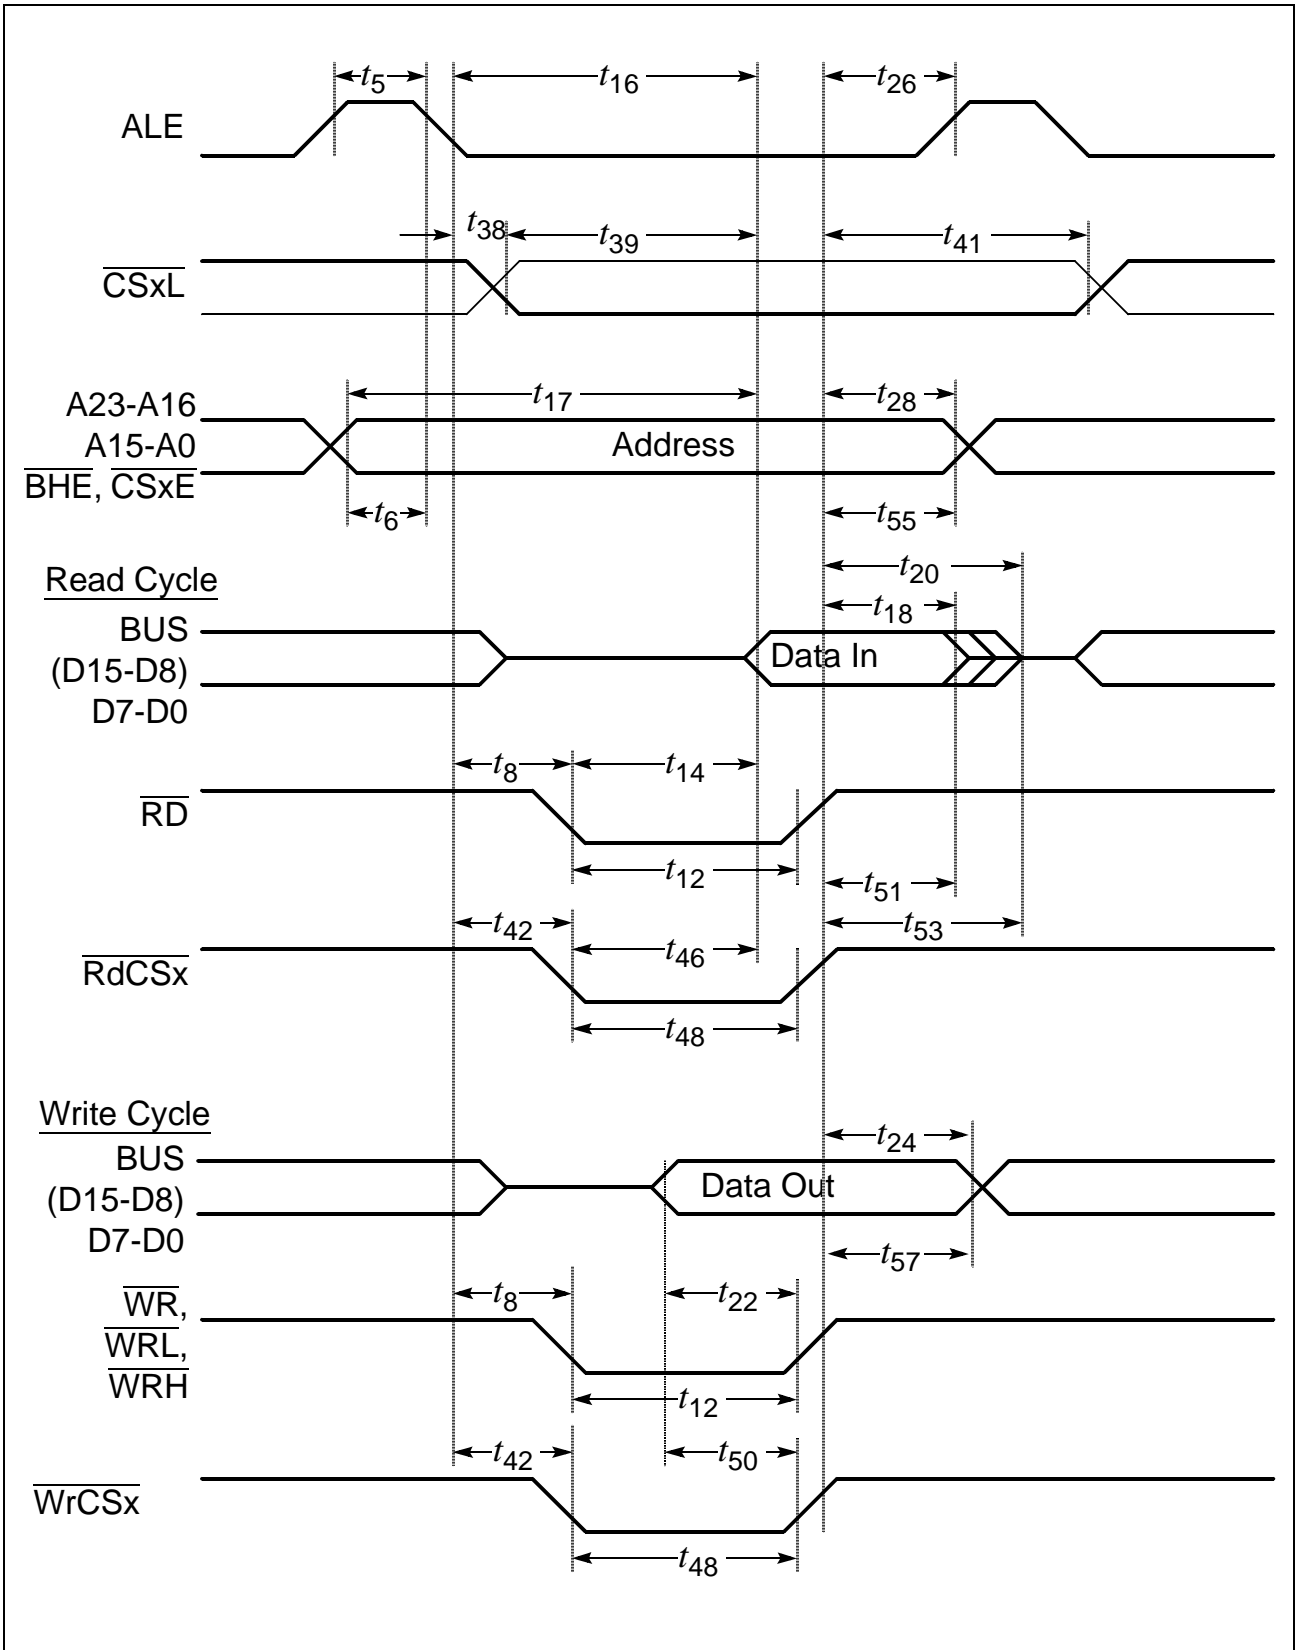 t5
t16
t26
ALE
t38
t39
t41
CSxL
A23-A16
A15-A0
BHE, CSxE
t17
t28
Address
t6
t55
Read Cycle
t20
t18
BUS
(D15-D8)
D7-D0
Data In
t8
t14
RD
t12
t51
t42
t46
t53
RdCSx
t48
Write Cycle
t24
BUS
(D15-D8)
D7-D0
Data Out
t57
t8
t22
WR,
WRL,
WRH
t12
t42
t50
WrCSx
t48